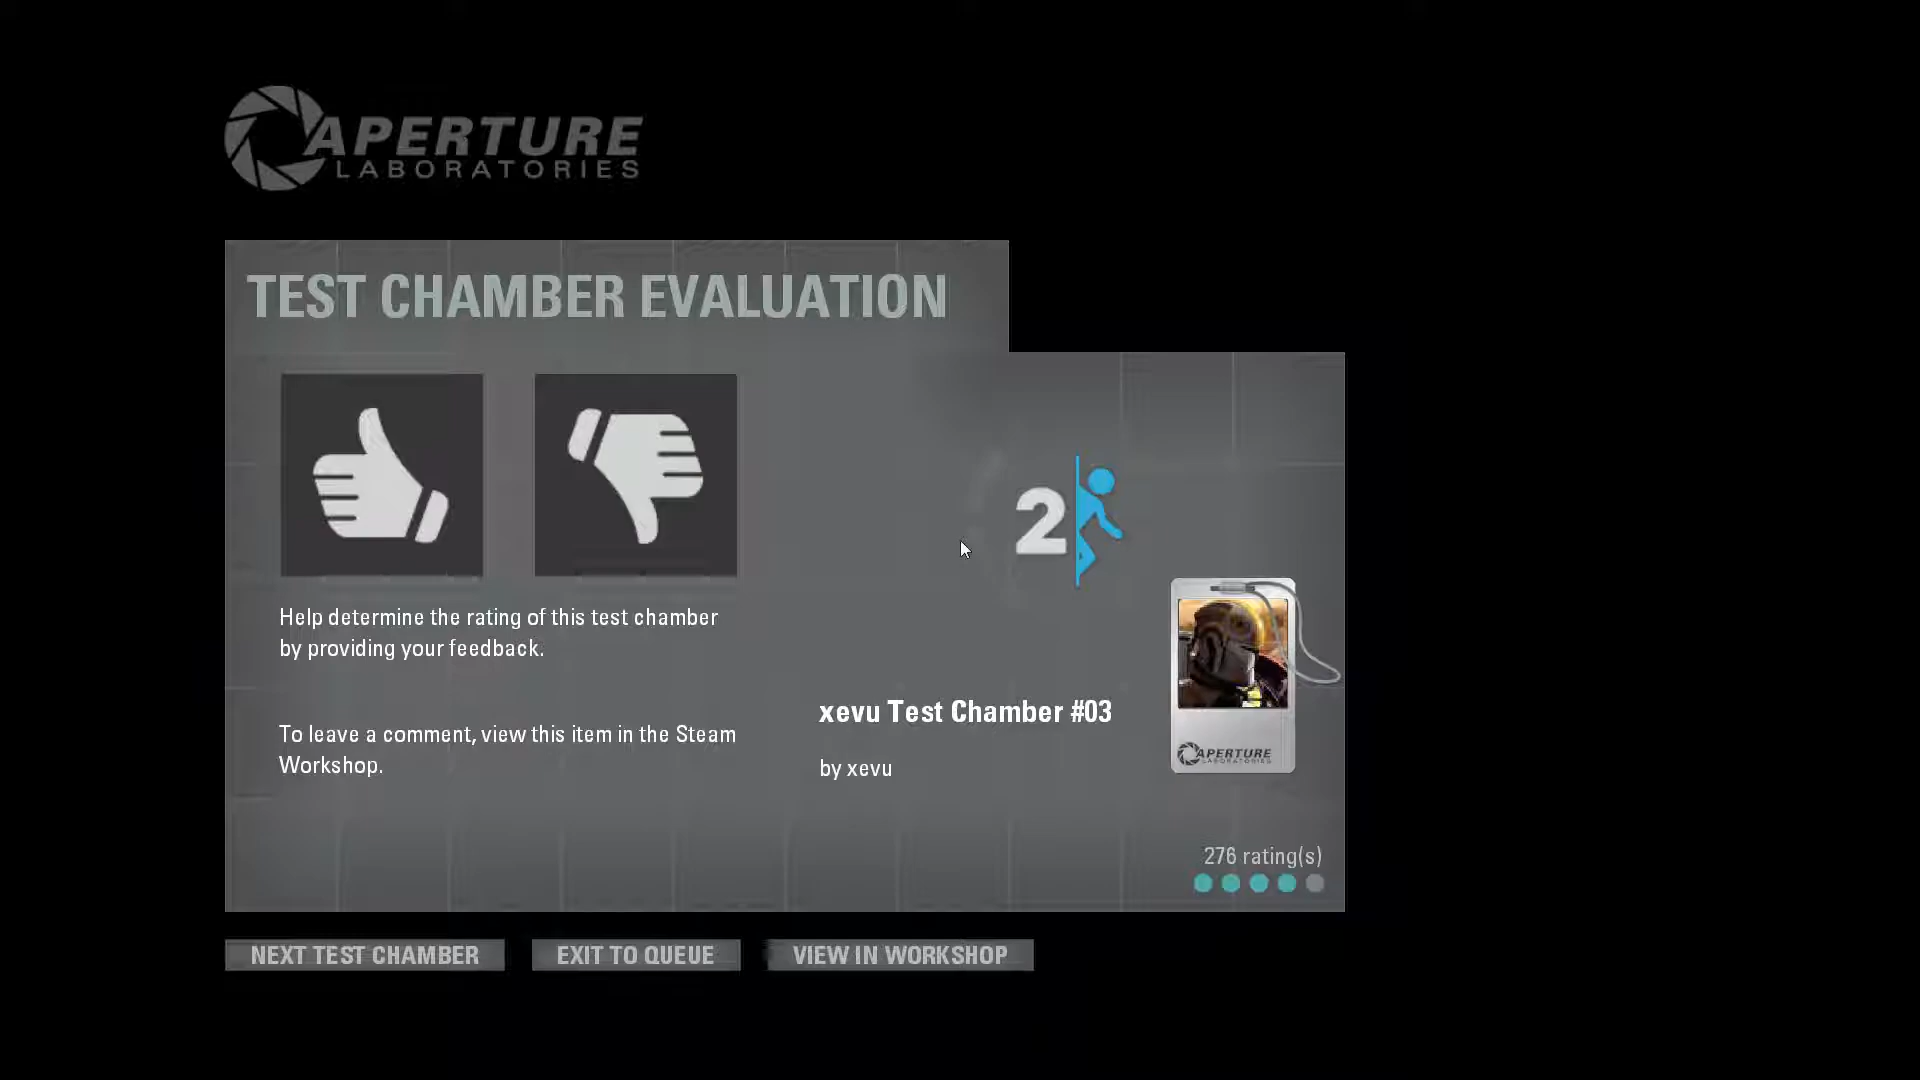 APERTURE
LABORATORIES
TEST CHAMBER EVALUATION
2
Help determine the rating of this test chamber
by providing your feedback.
To leave a comment, view this item in the Steam
Workshop.
xevu Test Chamber #03
by xevu
APERTURE
LABORATORIES
276 rating(s)
NEXT TEST CHAMBER
EXIT TO QUEUE
VIEW IN WORKSHOP